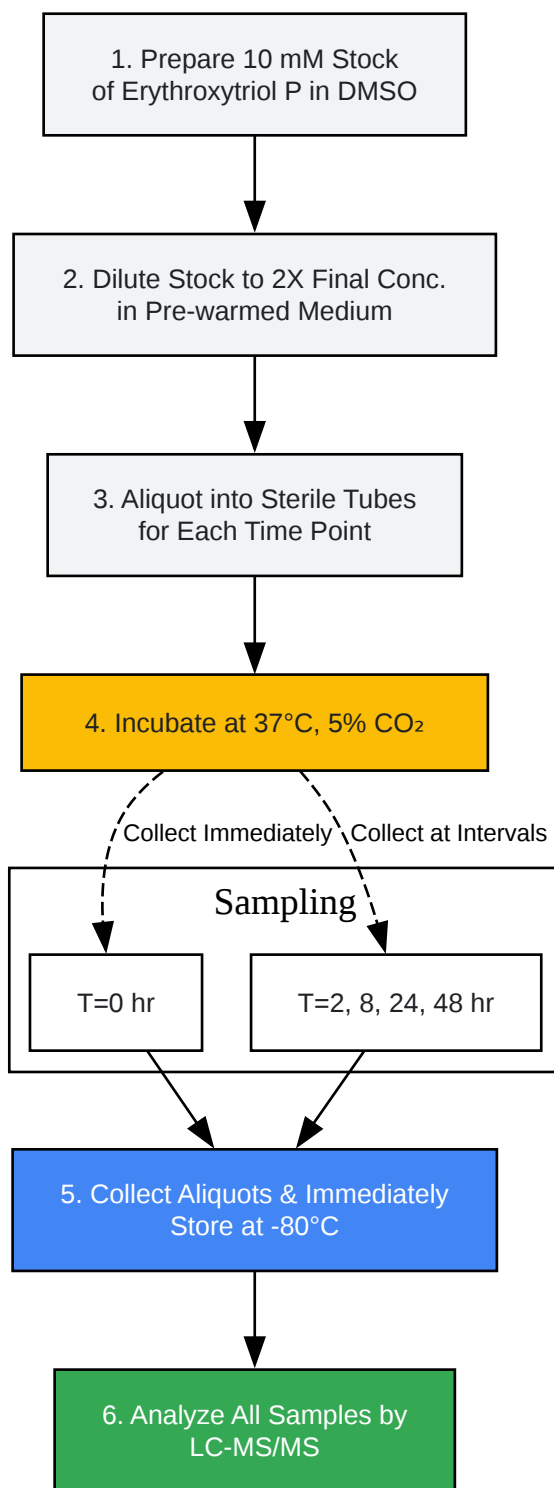 1. Prepare 10 mM Stock
of Erythroxytriol P in DMSO
2. Dilute Stock to 2X Final Conc.
in Pre-warmed Medium
3. Aliquot into Sterile Tubes
for Each Time Point
4. Incubate at 37°C, 5% CO₂
Collect Immediately
Collect at Intervals
Sampling
T=0 hr
T=2, 8, 24, 48 hr
5. Collect Aliquots & Immediately
Store at -80°C
6. Analyze All Samples by
LC-MS/MS